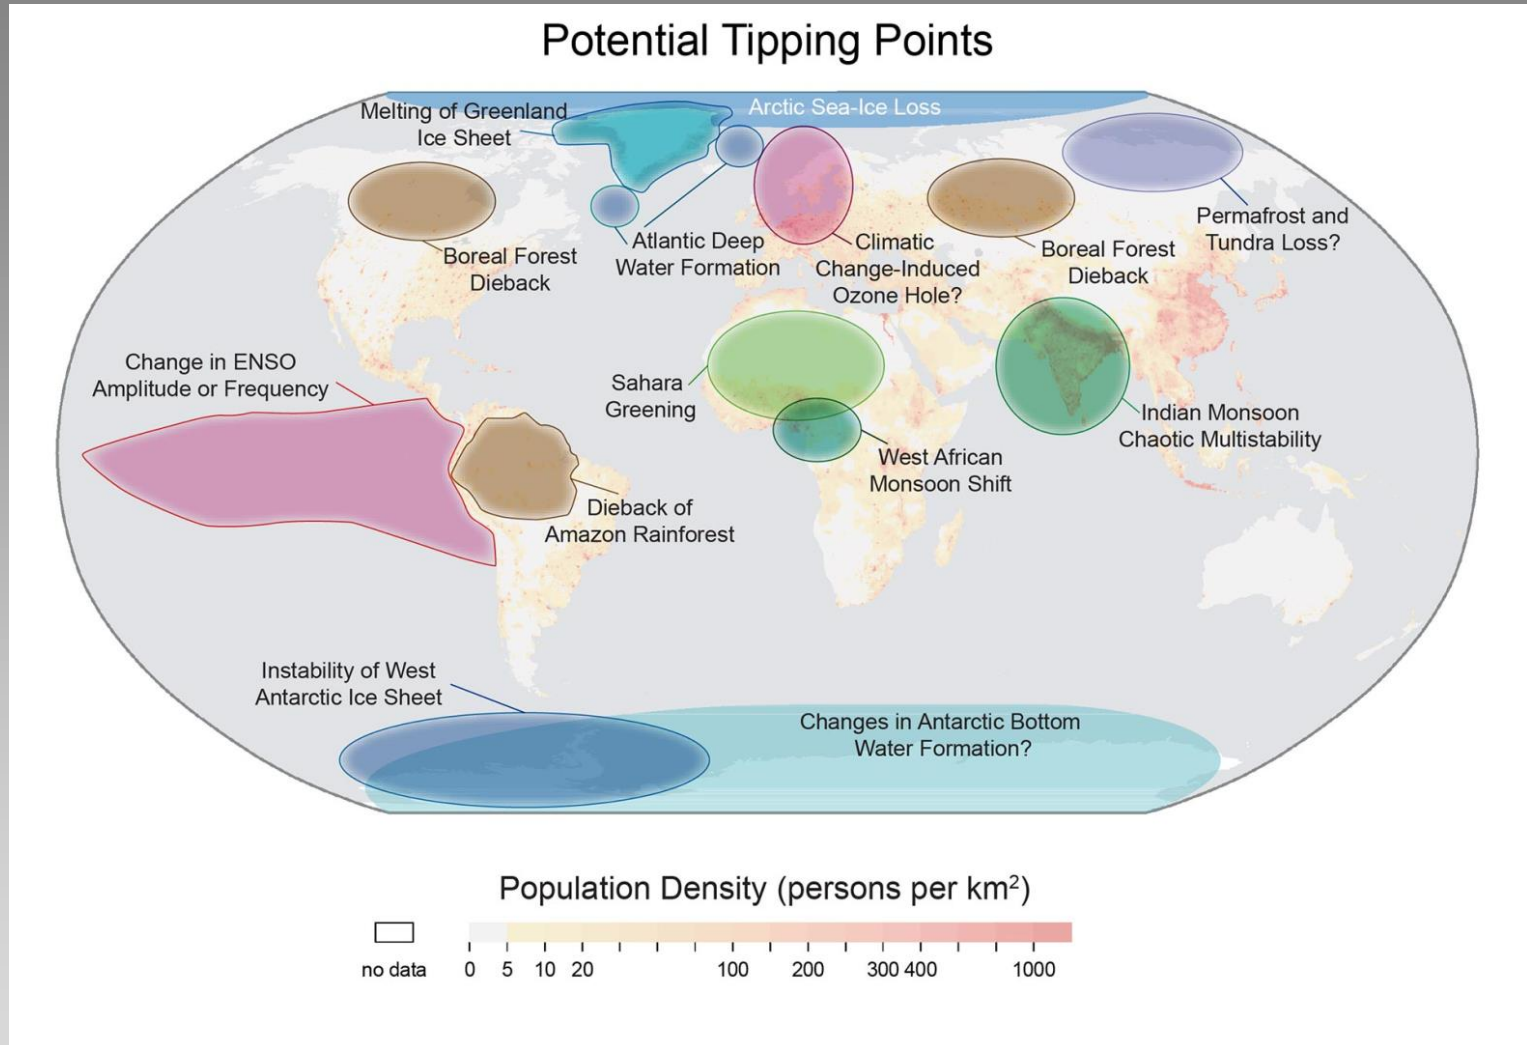 Potential Tipping Points
Melting of Greenland
Ice Sheet
Arctic Sea-Ice Loss
Boreal Forest
Dieback
Atlantic Deep
Water Formation
Climatic
Change-Induced
Ozone Hole?
Boreal Forest
Dieback
Permafrost and
Tundra Loss?
Change in ENSO
Amplitude or Frequency
Sahara
Greening
Indian Monsoon
Chaotic Multistability
West African
Monsoon Shift
Dieback of
Amazon Rainforest
Instability of West
Antarctic Ice Sheet
Changes in Antarctic Bottom
Water Formation?
Population Density (persons per km²)
no data 0 5 10 20 100 200 300 400 1000